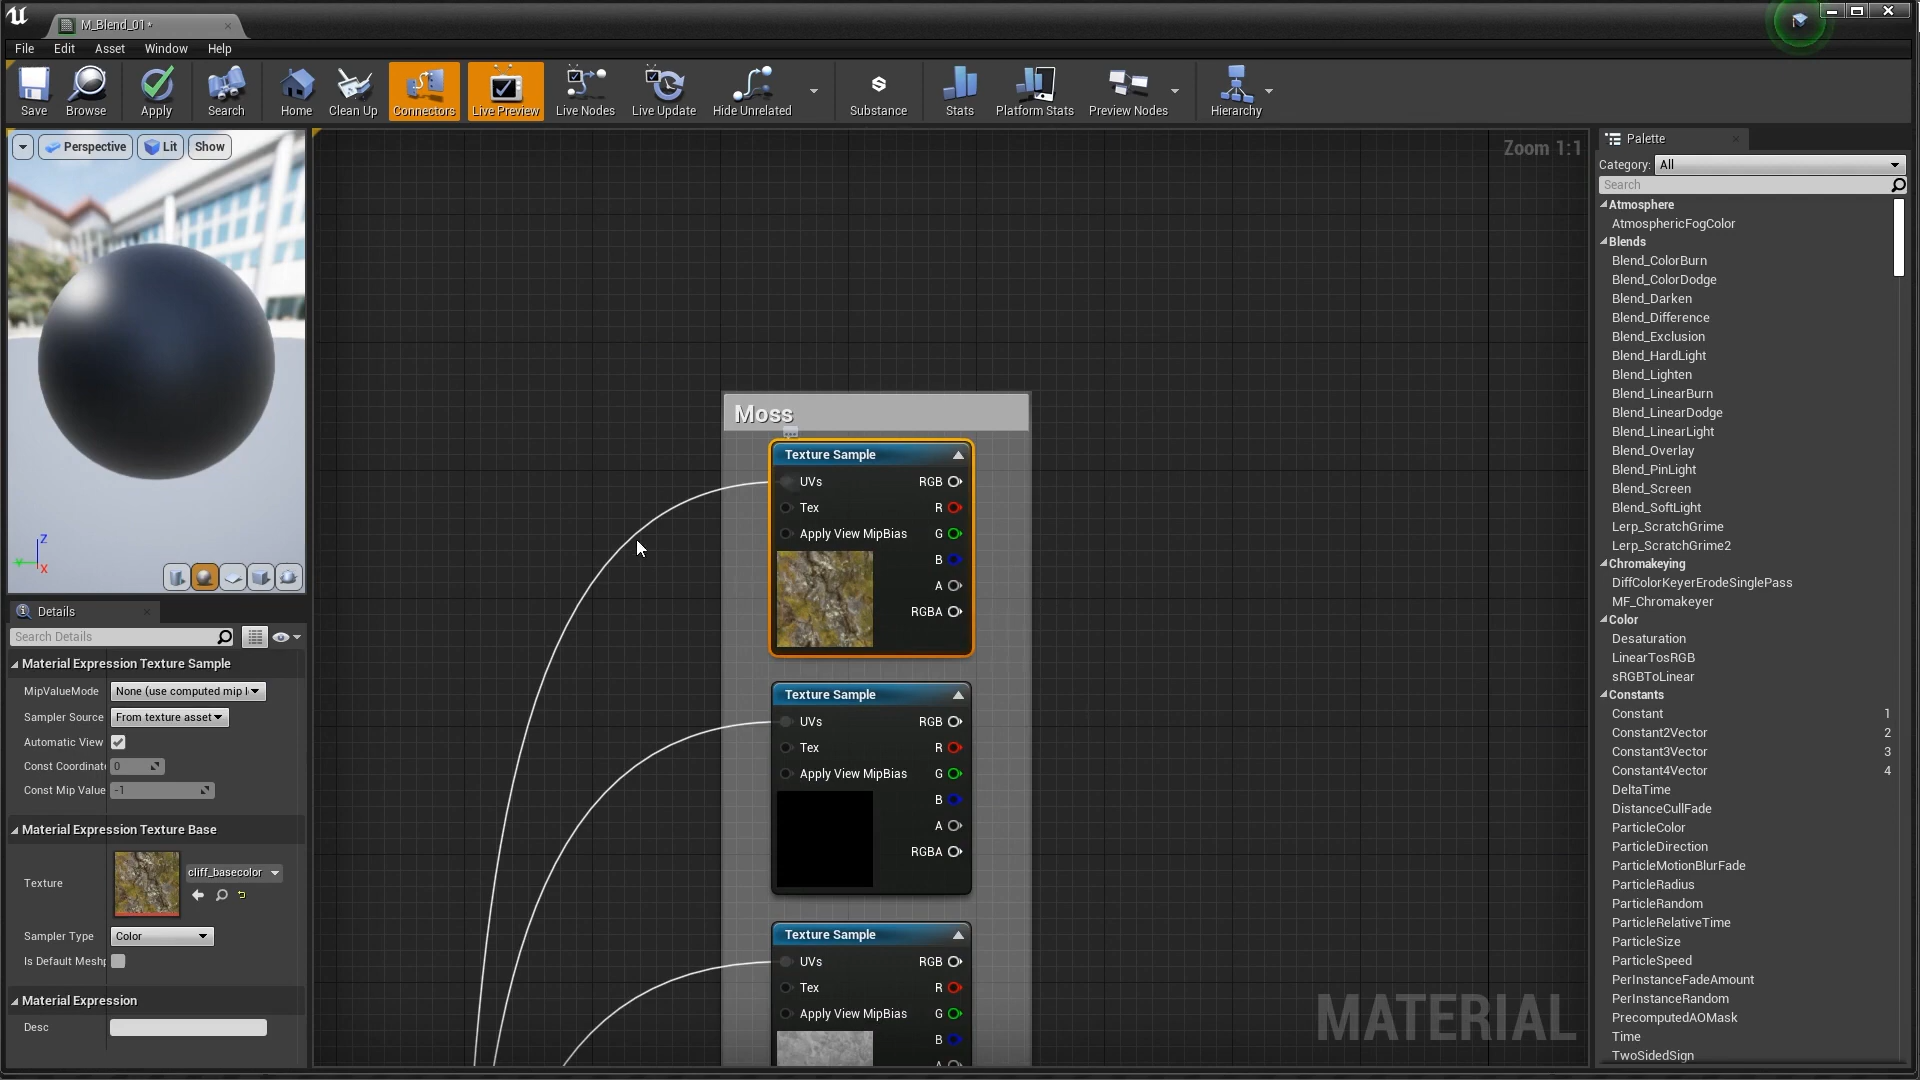 M_Blend_01*
File Edit Asset Window Help
Save Browse Apply Search Home Clean Up Connectors Live Preview Live Nodes Live Update Hide Unrelated Substance Stats Platform Stats Preview Nodes Hierarchy
Perspective Lit Show
Z
Y
X
Details
Search Details
Material Expression Texture Sample
MipValueMode None (use computed mip l
Sampler Source From texture asset
Automatic View
Const Coordinat 0
Const Mip Value -1
Material Expression Texture Base
Texture cliff_basecolor
Sampler Type Color
Is Default Meshp
Material Expression
Desc
Zoom 1:1
Moss
Texture Sample
UVs RGB
Tex R
Apply View MipBias G
B
A
RGBA
Texture Sample
UVs RGB
Tex R
Apply View MipBias G
B
A
RGBA
Texture Sample
UVs RGB
Tex R
Apply View MipBias G
B
A
MATERIAL
Palette
Category: All
Search
Atmosphere
AtmosphericFogColor
Blends
Blend_ColorBurn
Blend_ColorDodge
Blend_Darken
Blend_Difference
Blend_Exclusion
Blend_HardLight
Blend_Lighten
Blend_LinearBurn
Blend_LinearDodge
Blend_LinearLight
Blend_Overlay
Blend_PinLight
Blend_Screen
Blend_SoftLight
Lerp_ScratchGrime
Lerp_ScratchGrime2
Chromakeying
DiffColorKeyerErodeSinglePass
MF_Chromakeyer
Color
Desaturation
LinearTosRGB
sRGBToLinear
Constants
Constant 1
Constant2Vector 2
Constant3Vector 3
Constant4Vector 4
DeltaTime
DistanceCullFade
ParticleColor
ParticleDirection
ParticleMotionBlurFade
ParticleRadius
ParticleRandom
ParticleRelativeTime
ParticleSize
ParticleSpeed
PerInstanceFadeAmount
PerInstanceRandom
PrecomputedAOMask
Time
TwoSidedSign